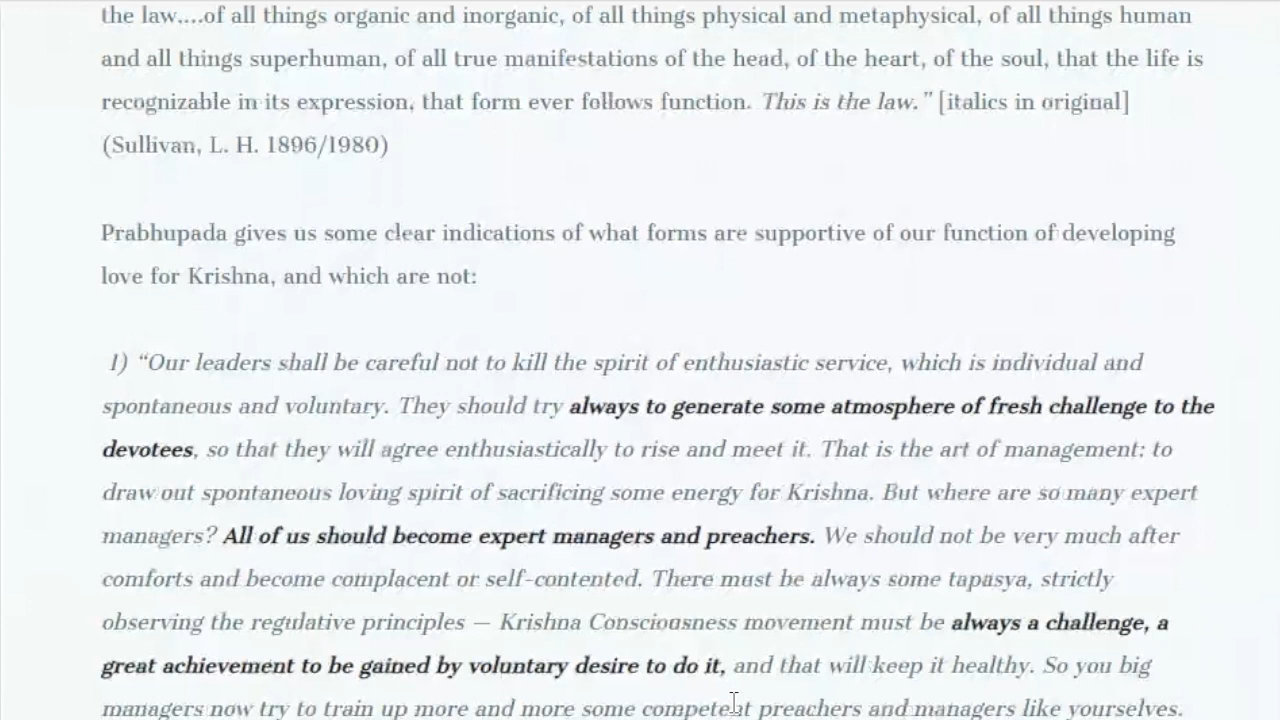 the law....of all things organic and inorganic, of all things physical and metaphysical, of all things human
and all things superhuman, of all true manifestations of the head, of the heart, of the soul, that the life is
recognizable in its expression, that form ever follows function. This is the law.” [italics in original]
(Sullivan, L. H. 1896/1980)
Prabhupada gives us some clear indications of what forms are supportive of our function of developing
love for Krishna, and which are not:
1) “Our leaders shall be careful not to kill the spirit of enthusiastic service, which is individual and
spontaneous and voluntary. They should try always to generate some atmosphere of fresh challenge to the
devotees, so that they will agree enthusiastically to rise and meet it. That is the art of management: to
draw out spontaneous loving spirit of sacrificing some energy for Krishna. But where are so many expert
managers? All of us should become expert managers and preachers. We should not be very much after
comforts and become complacent or self-contented. There must be always some tapasya, strictly
observing the regulative principles — Krishna Consciousness movement must be always a challenge, a
great achievement to be gained by voluntary desire to do it, and that will keep it healthy. So you big
managers now try to train up more and more some competent preachers and managers like yourselves.